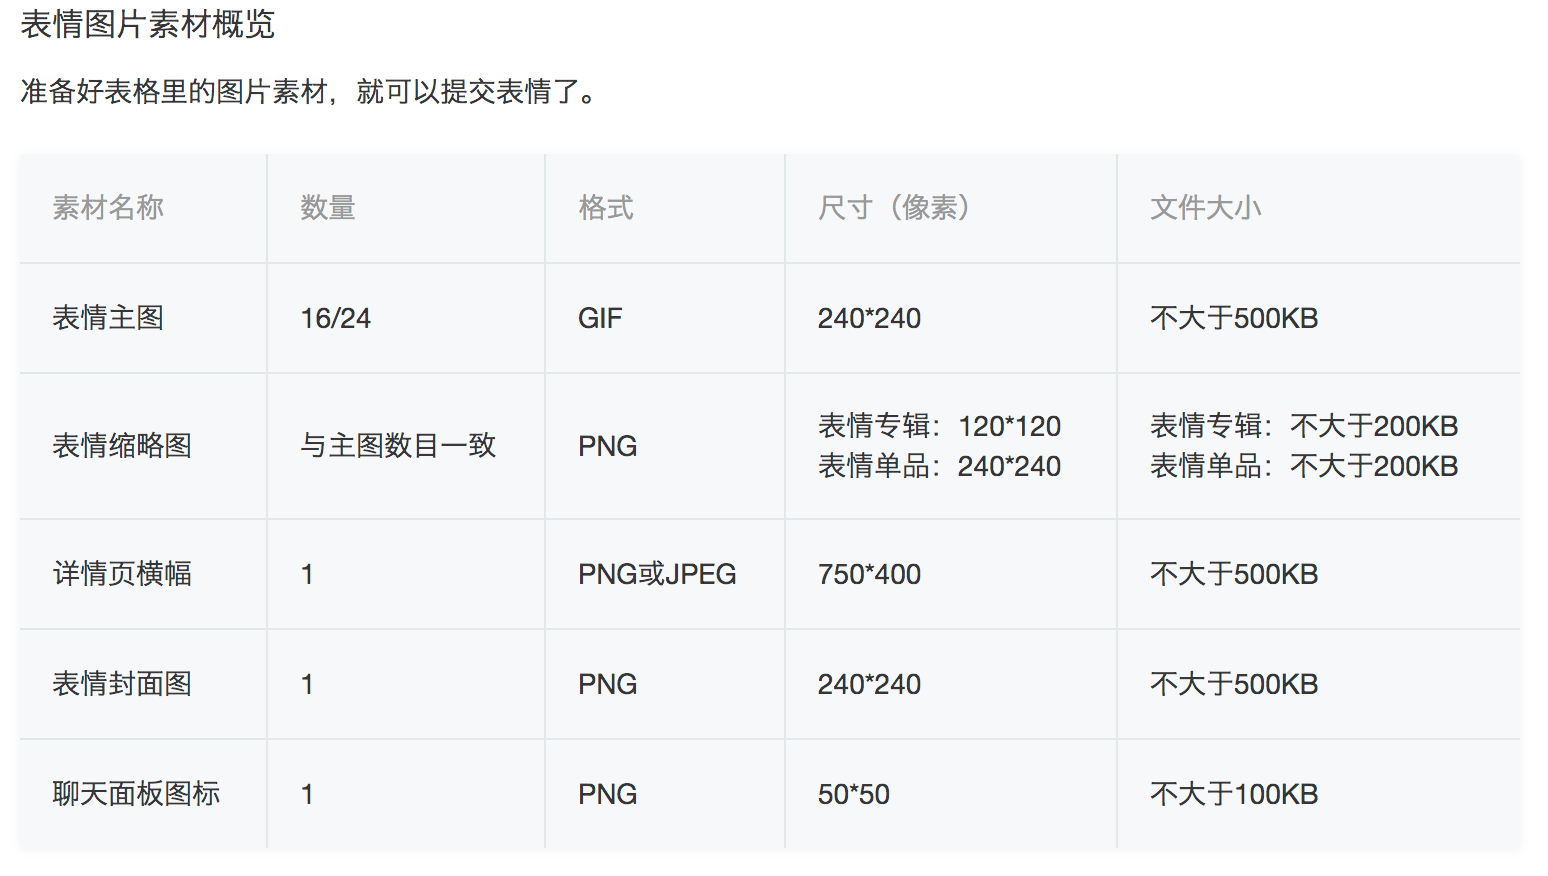 表情图片素材概览
准备好表格里的图片素材，就可以提交表情了。
素材名称 数量 格式 尺寸（像素） 文件大小
表情主图 16/24 GIF 240*240 不大于500KB
表情缩略图 与主图数目一致 PNG 表情专辑：120*120 表情专辑：不大于200KB
表情单品：240*240 表情单品：不大于200KB
详情页横幅 1 PNG或JPEG 750*400 不大于500KB
表情封面图 1 PNG 240*240 不大于500KB
聊天面板图标 1 PNG 50*50 不大于100KB